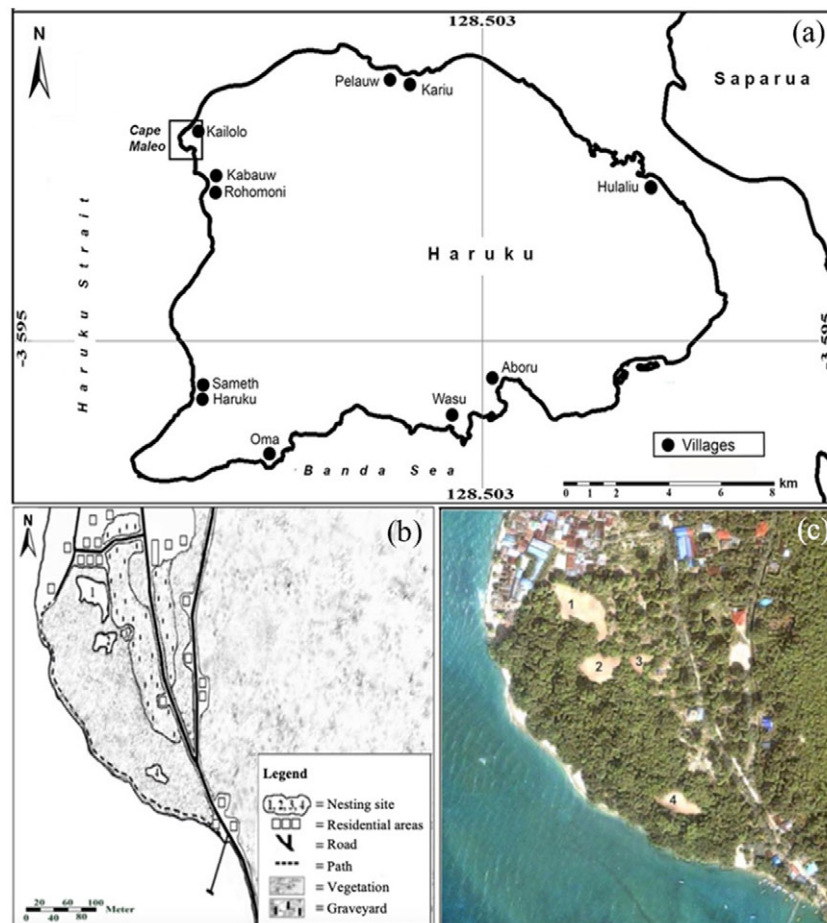 128.503
(a)
N
Saparua
Pelauw
Kariu
Cape
Maleo
Kailolo
Kabauw
Rohomoni
Hulaliu
Haruku Strait
Haruku
-3 595
-3.595
Sameth
Haruku
Aboru
Wasu
Oma
Banda Sea
Villages
128.503
0 1 2 4 6 8 km
N
(b)
1
4
Legend
1, 2, 3, 4 = Nesting site
= Residential areas
= Road
= Path
= Vegetation
= Graveyard
0 20 40 60 80 100
Meter
(c)
1
2
3
4